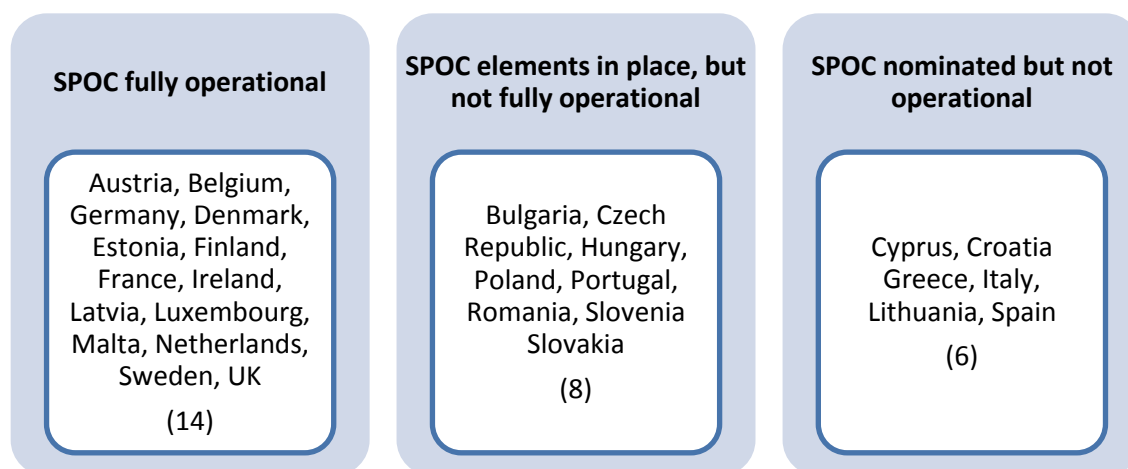 SPOC fully operational
Austria, Belgium,
Germany, Denmark,
Estonia, Finland,
France, Ireland,
Latvia, Luxembourg,
Malta, Netherlands,
Sweden, UK
(14)
SPOC elements in place, but
not fully operational
Bulgaria, Czech
Republic, Hungary,
Poland, Portugal,
Romania, Slovenia
Slovakia
(8)
SPOC nominated but not
operational
Cyprus, Croatia
Greece, Italy,
Lithuania, Spain
(6)